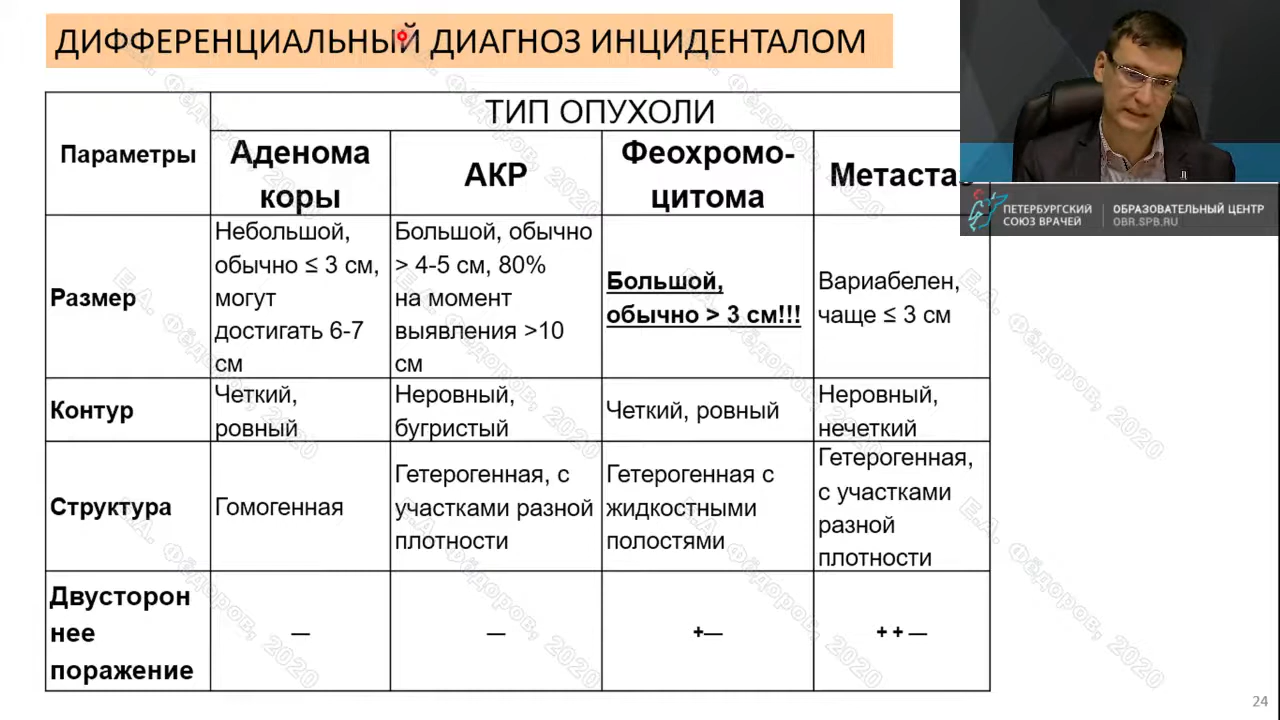 ДИФФЕРЕНЦИАЛЬНЫЙ ДИАГНОЗ ИНЦИДЕНТАЛОМ
Параметры
ТИП ОПУХОЛИ
Аденома
коры
АКР
Феохромо-
цитома
Метастаз
ПЕТЕРБУРГСКИЙ
СОЮЗ ВРАЧЕЙ
ОБРАЗОВАТЕЛЬНЫЙ ЦЕНТР
OBR.SPB.RU
Размер
Небольшой,
обычно ≤ 3 см,
могут
достигать 6-7
см
Большой, обычно
> 4-5 см, 80%
на момент
выявления >10
см
Большой,
обычно > 3 см!!!
Вариабелен,
чаще ≤ 3 см
Контур
Четкий,
ровный
Неровный,
бугристый
Четкий, ровный
Неровный,
нечеткий
Структура
Гомогенная
Гетерогенная, с
участками разной
плотности
Гетерогенная с
жидкостными
полостями
Гетерогенная,
с участками
разной
плотности
Двусторон
нее
поражение
—
—
+—
+ + —
Е.А. Фёдоров, 2020
24